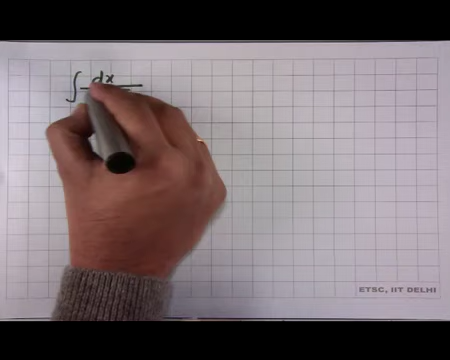 ∫ dx
ETSC, IIT DELHI